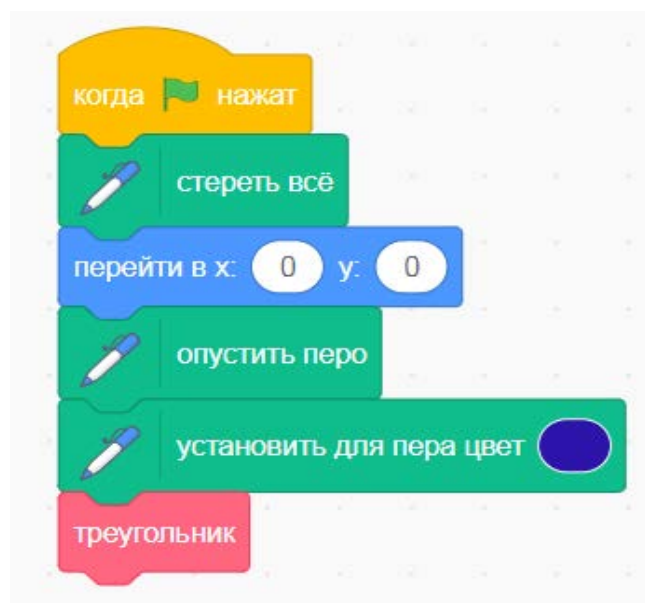 когда нажат
стереть всё
перейти в x: 0 y: 0
опустить перо
установить для пера цвет
треугольник